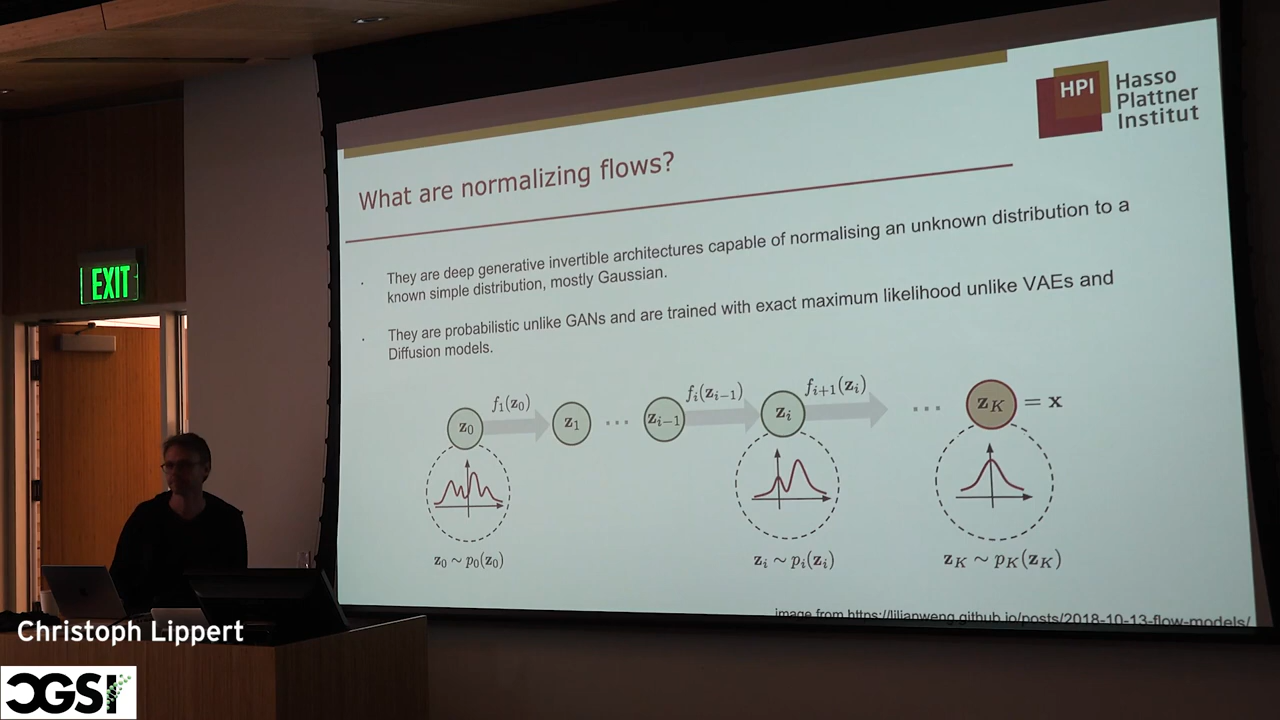 HPI
Hasso
Plattner
Institut
What are normalizing flows?
. They are deep generative invertible architectures capable of normalising an unknown distribution to a
known simple distribution, mostly Gaussian.
. They are probabilistic unlike GANs and are trained with exact maximum likelihood unlike VAEs and
Diffusion models.
f₁(z₀) fᵢ(zᵢ₋₁) fᵢ₊₁(zᵢ)
z₀ z₁ ... zᵢ₋₁ zᵢ ... z_K = x
z₀ ~ p₀(z₀) zᵢ ~ pᵢ(zᵢ) z_K ~ p_K(z_K)
image from https://lilianweng.github.io/posts/2018-10-13-flow-models/
EXIT
Christoph Lippert
CGSI